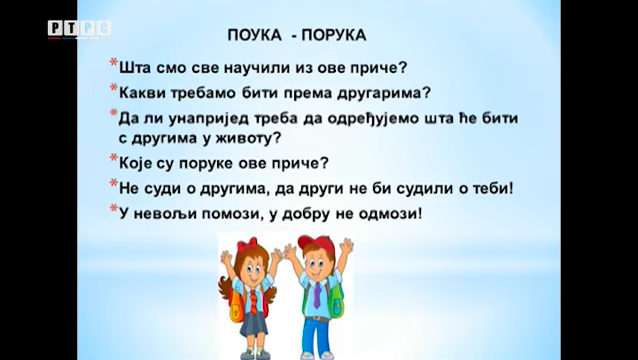 РТРС
ПОУКА - ПОРУКА
*Шта смо све научили из ове приче?
*Какви требамо бити према другарима?
*Да ли унапријед треба да одређујемо шта ће бити
с другима у животу?
*Које су поруке ове приче?
*Не суди о другима, да други не би судили о теби!
*У невољи помози, у добру не одмози!